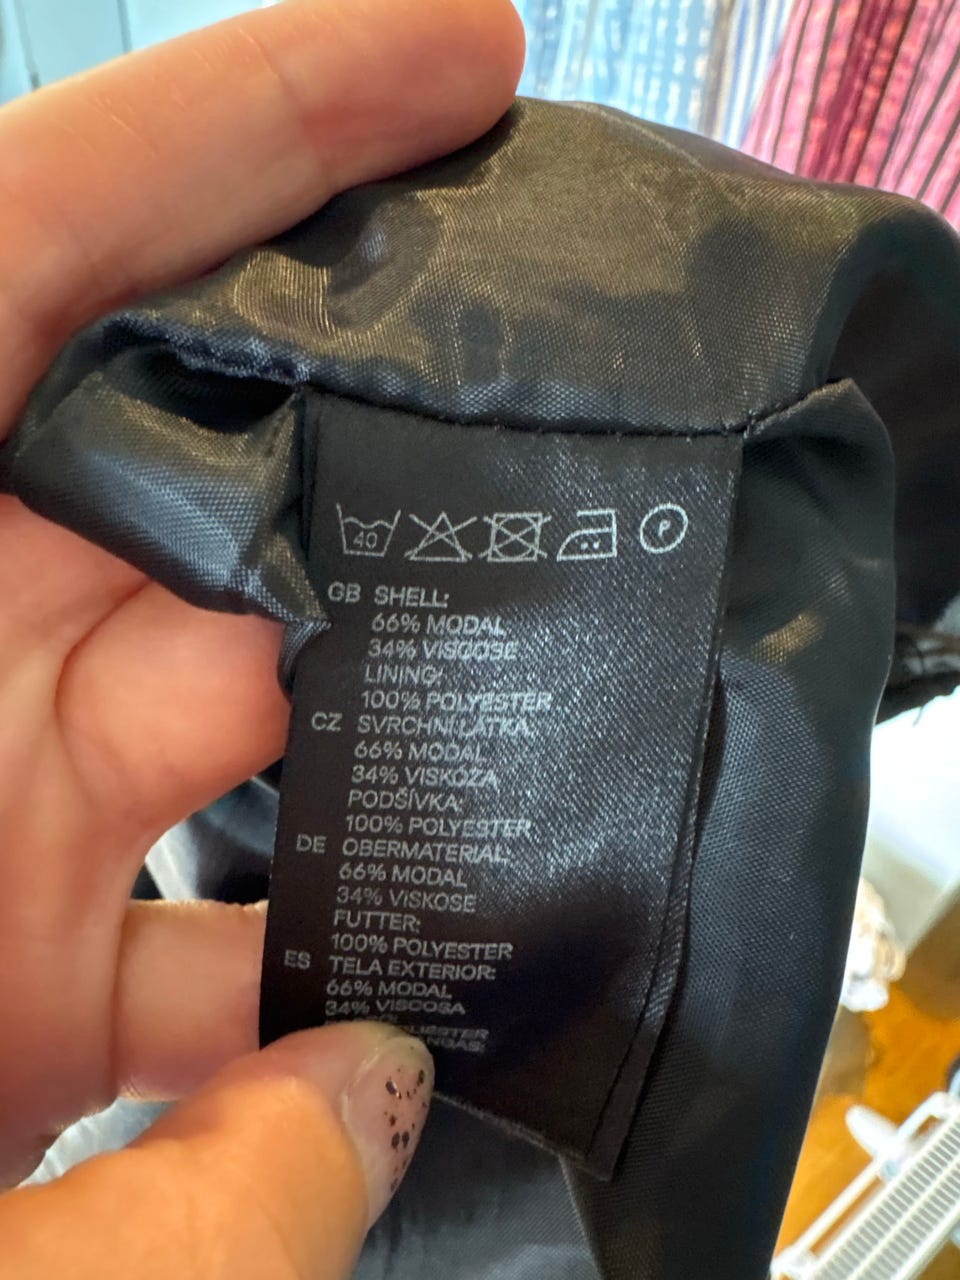 40
P
GB SHELL:
66% MODAL
34% VISCOSE
LINING:
100% POLYESTER
CZ SVRCHNÍ LÁTKA:
66% MODAL
34% VISKÓZA
PODŠÍVKA:
100% POLYESTER
DE OBERMATERIAL:
66% MODAL
34% VISKOSE
FUTTER:
100% POLYESTER
ES TELA EXTERIOR:
66% MODAL
34% VISCOSA